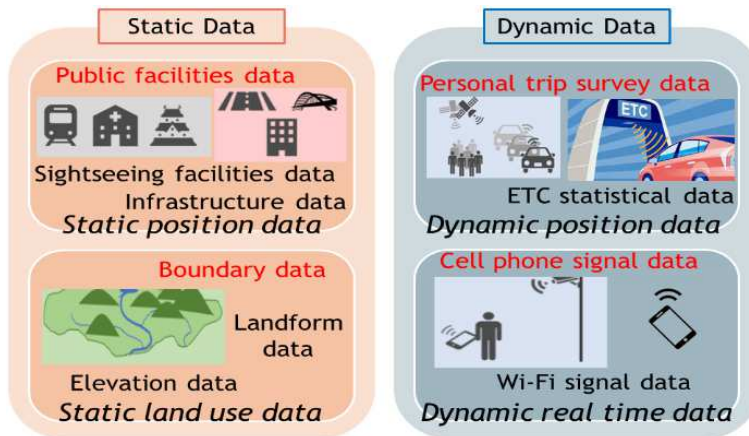 Static Data
Public facilities data
Sightseeing facilities data
Infrastructure data
Static position data
Boundary data
Landform
data
Elevation data
Static land use data
Dynamic Data
Personal trip survey data
ETC
ETC statistical data
Dynamic position data
Cell phone signal data
Wi-Fi signal data
Dynamic real time data